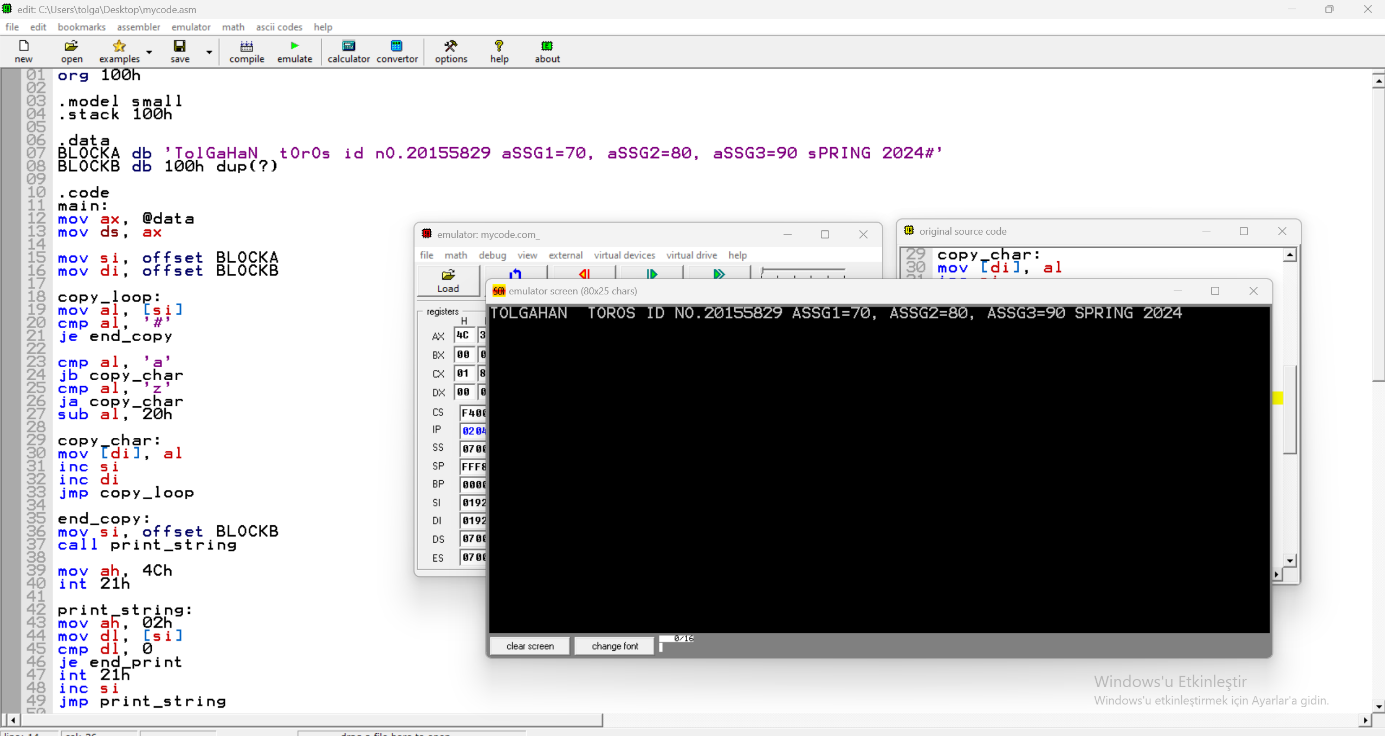 edit: C:\Users\tolga\Desktop\mycode.asm
file edit bookmarks assembler emulator math ascii codes help
new open examples save compile emulate calculator convertor options help about
01 org 100h
02
03 .model small
04 .stack 100h
05
06 .data
07 BLOCKA db 'TolGaHaN  tOrOs id nO.20155829 aSSG1=70, aSSG2=80, aSSG3=90 sPRING 2024#'
08 BLOCKB db 100h dup(?)
09
10 .code
11 main:
12 mov ax, @data
13 mov ds, ax
14
15 mov si, offset BLOCKA
16 mov di, offset BLOCKB
17
18 copy_loop:
19 mov al, [si]
20 cmp al, '#'
21 je end_copy
22
23 cmp al, 'a'
24 jb copy_char
25 cmp al, 'z'
26 ja copy_char
27 sub al, 20h
28
29 copy_char:
30 mov [di], al
31 inc si
32 inc di
33 jmp copy_loop
34
35 end_copy:
36 mov si, offset BLOCKB
37 call print_string
38
39 mov ah, 4Ch
40 int 21h
41
42 print_string:
43 mov ah, 02h
44 mov dl, [si]
45 cmp dl, 0
46 je end_print
47 int 21h
48 inc si
49 jmp print_string
emulator: mycode.com_
file math debug view external virtual devices virtual drive help
Load
registers
H
AX 4C 3
BX 00 0
CX 01 8
DX 00 0
CS F400
IP 0204
SS 0700
SP FFF8
BP 0000
SI 0192
DI 0192
DS 0700
ES 0700
original source code
29 copy_char:
30 mov [di], al
emulator screen (80x25 chars)
TOLGAHAN  TOROS ID NO.20155829 ASSG1=70, ASSG2=80, ASSG3=90 SPRING 2024
clear screen change font 0/16
Windows'u Etkinleştir
Windows'u etkinleştirmek için Ayarlar'a gidin.